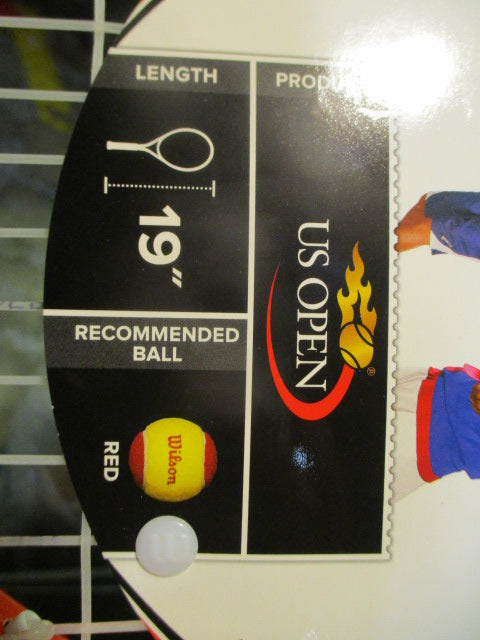 LENGTH
19"
RECOMMENDED
BALL
Wilson
RED
US OPEN